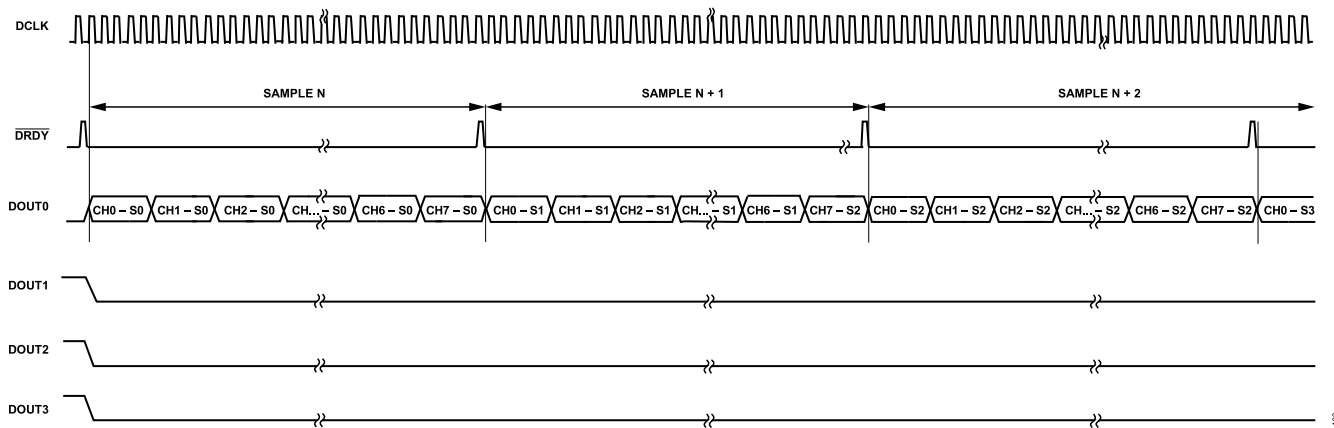 DCLK
SAMPLE N
SAMPLE N + 1
SAMPLE N + 2
DRDY
DOUT0
CH0 – S0
CH1 – S0
CH2 – S0
CH... – S0
CH6 – S0
CH7 – S0
CH0 – S1
CH1 – S1
CH2 – S1
CH... – S1
CH6 – S1
CH7 – S2
CH0 – S2
CH1 – S2
CH2 – S2
CH... – S2
CH6 – S2
CH7 – S2
CH0 – S3
DOUT1
DOUT2
DOUT3